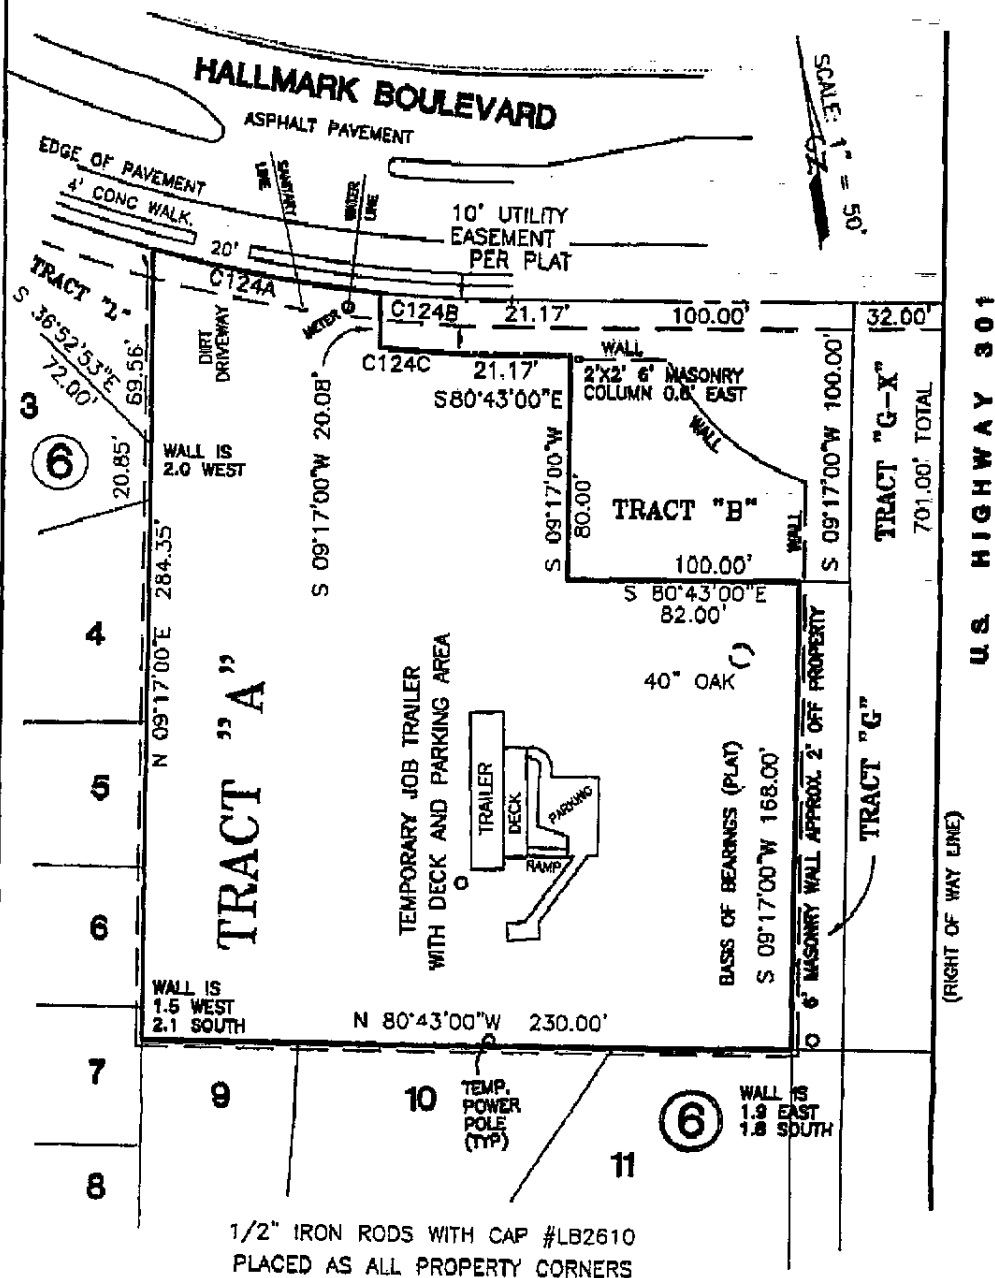 HALLMARK BOULEVARD
ASPHALT PAVEMENT
SCALE: 1" = 50'
EDGE OF PAVEMENT
4' CONC WALK.
SANITARY
LINE
WATER
LINE
10' UTILITY
EASEMENT
PER PLAT
20'
C124A
TRACT "L"
S 36°52'53"E
72.00'
69.56'
DIRT
DRIVEWAY
METER
C124B
21.17'
100.00'
32.00'
C124C
21.17'
S80°43'00"E
WALL
2'X2' 6' MASONRY
COLUMN 0.6' EAST
WALL
WALL
S 09°17'00"W 20.08'
S 09°17'00"W
80.00'
TRACT "B"
S 09°17'00"W 100.00'
TRACT "G-X"
701.00' TOTAL
U.S. HIGHWAY 301
3
6
20.85'
WALL IS
2.0 WEST
100.00'
S 80°43'00"E
82.00'
N 09°17'00"E 284.35'
4
5
6
TRACT "A"
40" OAK
TEMPORARY JOB TRAILER
WITH DECK AND PARKING AREA
TRAILER
DECK
PARKING
RAMP
BASIS OF BEARINGS (PLAT)
S 09°17'00"W 168.00'
6' MASONRY WALL APPROX. 2' OFF PROPERTY
TRACT "G"
(RIGHT OF WAY LINE)
WALL IS
1.5 WEST
2.1 SOUTH
N 80°43'00"W 230.00'
7
8
9
10
TEMP.
POWER
POLE
(TYP)
11
6
WALL IS
1.9 EAST
1.8 SOUTH
1/2" IRON RODS WITH CAP #LB2610
PLACED AS ALL PROPERTY CORNERS